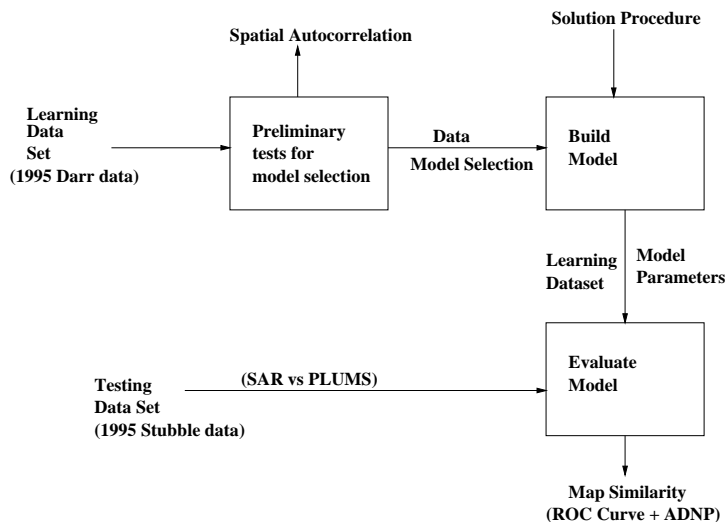 Solution Procedure
Spatial Autocorrelation
Learning
Data
Set
(1995 Darr data)
Preliminary
tests for
model selection
Data
Model Selection
Build
Model
Learning
Dataset
Model
Parameters
Testing
Data Set
(1995 Stubble data)
(SAR vs PLUMS)
Evaluate
Model
Map Similarity
(ROC Curve + ADNP)